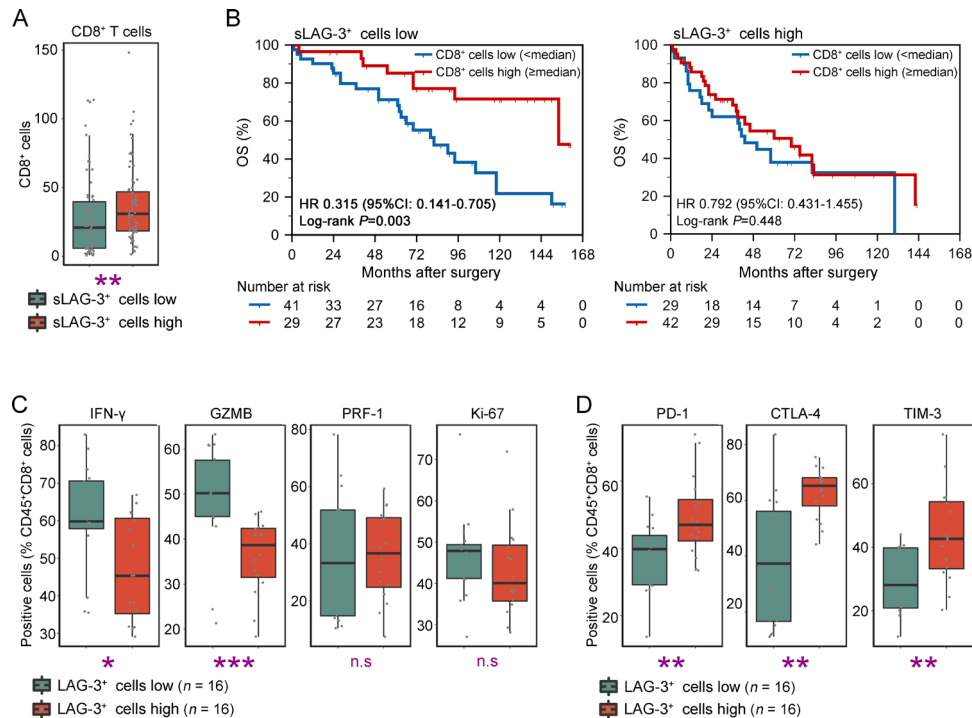 A
CD8⁺ T cells
150
100
50
0
CD8⁺ cells
**
sLAG-3⁺ cells low
sLAG-3⁺ cells high
B
sLAG-3⁺ cells low
100
80
60
40
20
0
OS (%)
CD8⁺ cells low (<median)
CD8⁺ cells high (≥median)
HR 0.315 (95%CI: 0.141-0.705)
Log-rank P=0.003
0 24 48 72 96 120 144 168
Months after surgery
Number at risk
41 33 27 16 8 4 4 0
29 27 23 18 12 9 5 0
sLAG-3⁺ cells high
100
80
60
40
20
0
OS (%)
CD8⁺ cells low (<median)
CD8⁺ cells high (≥median)
HR 0.792 (95%CI: 0.431-1.455)
Log-rank P=0.448
0 24 48 72 96 120 144 168
Months after surgery
Number at risk
29 18 14 7 4 1 0 0
42 29 15 10 4 2 0 0
C
Positive cells (% CD45⁺CD8⁺ cells)
IFN-γ
80
70
60
50
40
30
*
GZMB
60
50
40
30
20
***
PRF-1
80
60
40
20
n.s
Ki-67
80
70
60
50
40
30
n.s
LAG-3⁺ cells low (n = 16)
LAG-3⁺ cells high (n = 16)
D
Positive cells (% CD45⁺CD8⁺ cells)
PD-1
80
60
40
20
**
CTLA-4
80
60
40
20
**
TIM-3
80
60
40
20
**
LAG-3⁺ cells low (n = 16)
LAG-3⁺ cells high (n = 16)